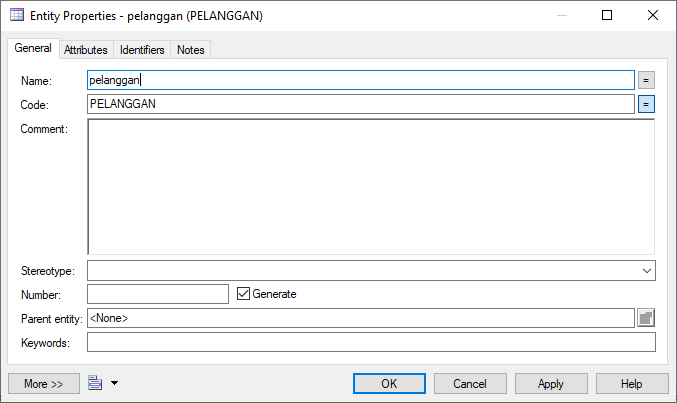 Entity Properties - pelanggan (PELANGGAN)
General Attributes Identifiers Notes
Name: pelanggan =
Code: PELANGGAN =
Comment:
Stereotype:
Number: Generate
Parent entity: <None>
Keywords:
More >> OK Cancel Apply Help